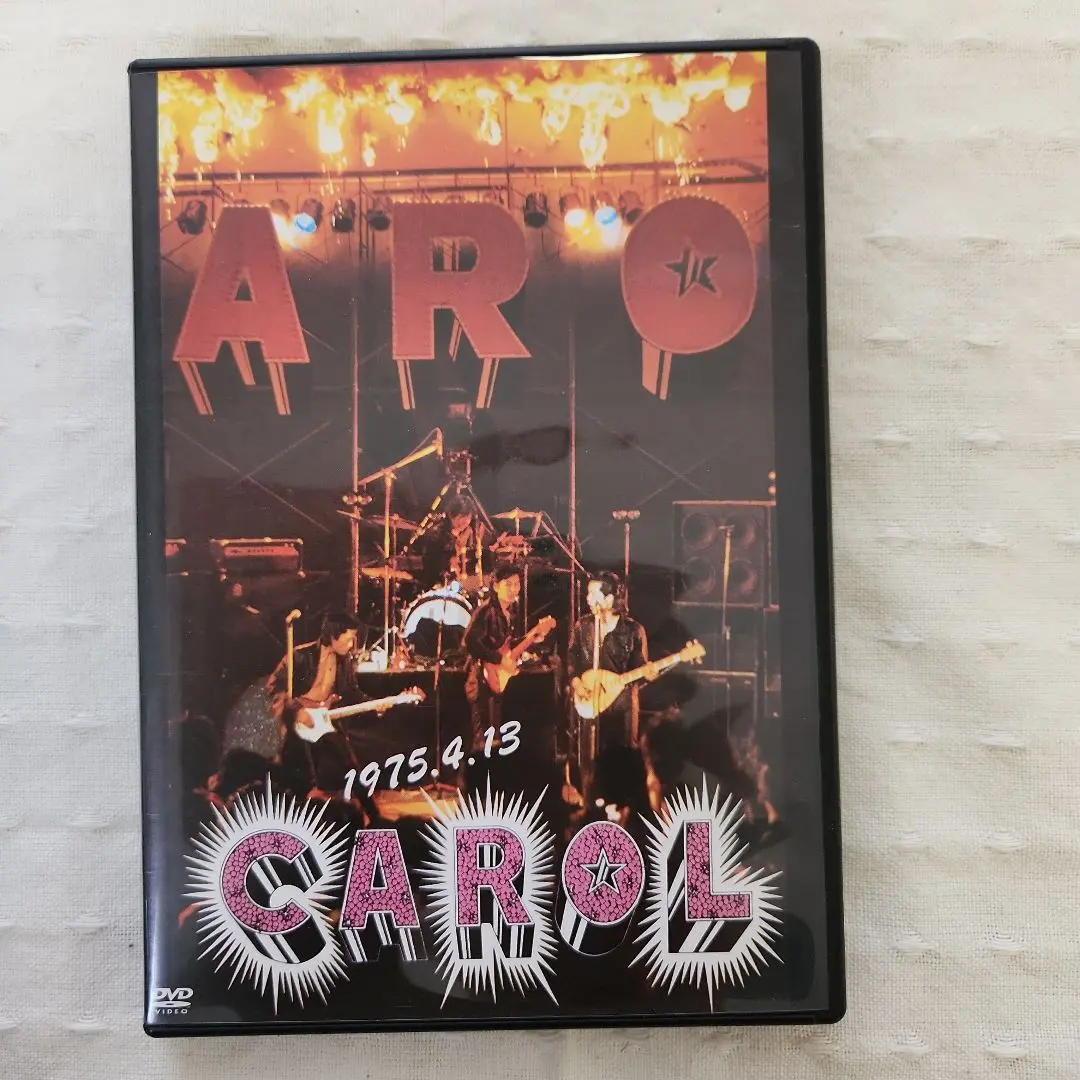 ARO
1975.4.13
CAROL
DVD
VIDEO